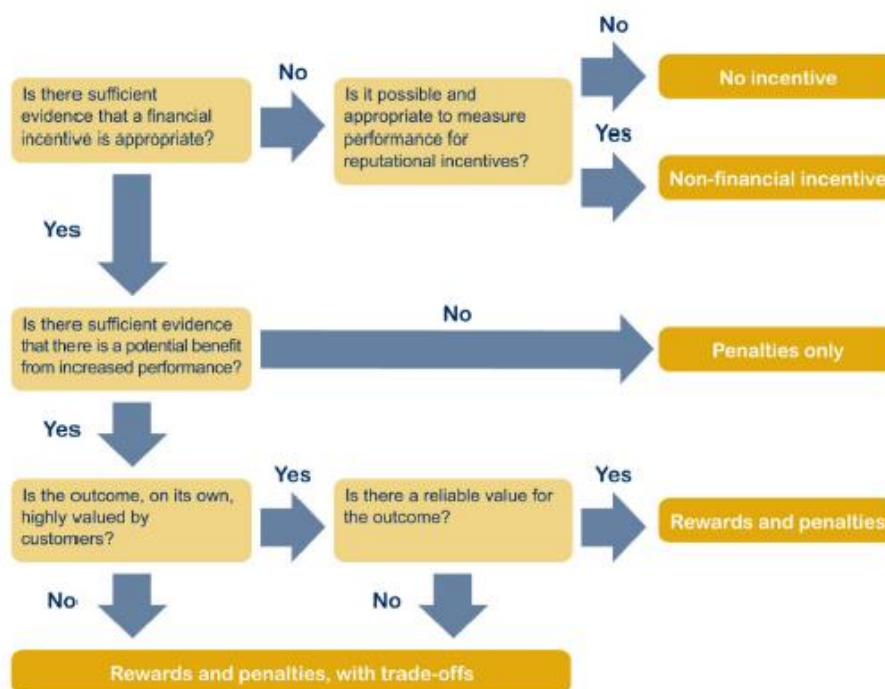 No
No incentive
Is there sufficient
evidence that a financial
incentive is appropriate?
No
Is it possible and
appropriate to measure
performance for
reputational incentives?
Yes
Non-financial incentive
Yes
Is there sufficient evidence
that there is a potential benefit
from increased performance?
No
Penalties only
Yes
Is the outcome, on its own,
highly valued by
customers?
Yes
Is there a reliable value for
the outcome?
Yes
Rewards and penalties
No
No
Rewards and penalties, with trade-offs